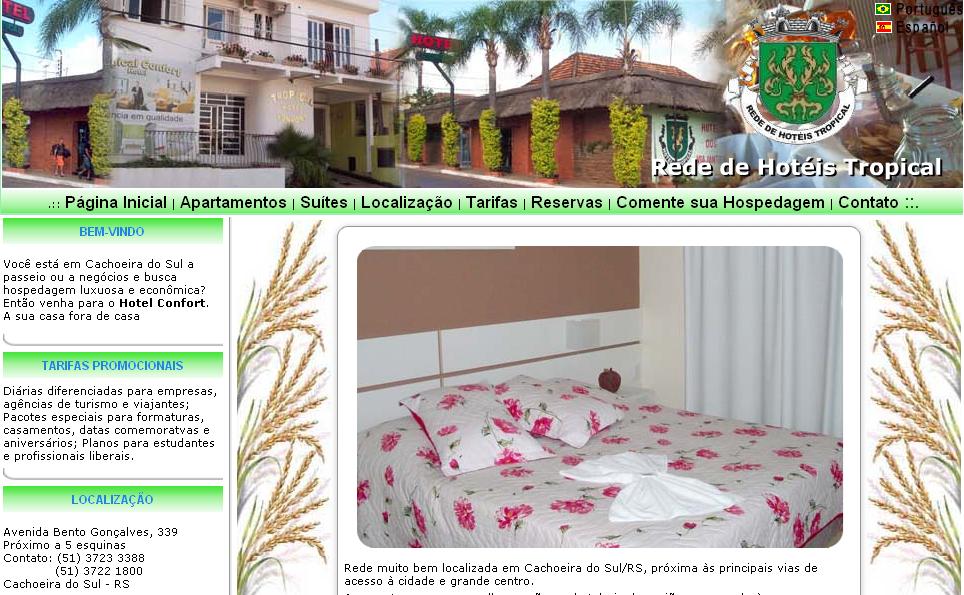 Português
Español
TEL
HOTE
Tropical Confort
Hotel
TROPICAL
HOTEL
CONFORT
HOTEL
REDE DE HOTÉIS TROPICAL
Rede de Hotéis Tropical
.:: Página Inicial | Apartamentos | Suítes | Localização | Tarifas | Reservas | Comente sua Hospedagem | Contato ::.
BEM-VINDO
Você está em Cachoeira do Sul a
passeio ou a negócios e busca
hospedagem luxuosa e econômica?
Então venha para o Hotel Confort.
A sua casa fora de casa
TARIFAS PROMOCIONAIS
Diárias diferenciadas para empresas,
agências de turismo e viajantes;
Pacotes especiais para formaturas,
casamentos, datas comemoratvas e
aniversários; Planos para estudantes
e profissionais liberais.
LOCALIZAÇÃO
Avenida Bento Gonçalves, 339
Próximo a 5 esquinas
Contato: (51) 3723 3388
(51) 3722 1800
Cachoeira do Sul - RS
Rede muito bem localizada em Cachoeira do Sul/RS, próxima às principais vias de
acesso à cidade e grande centro.